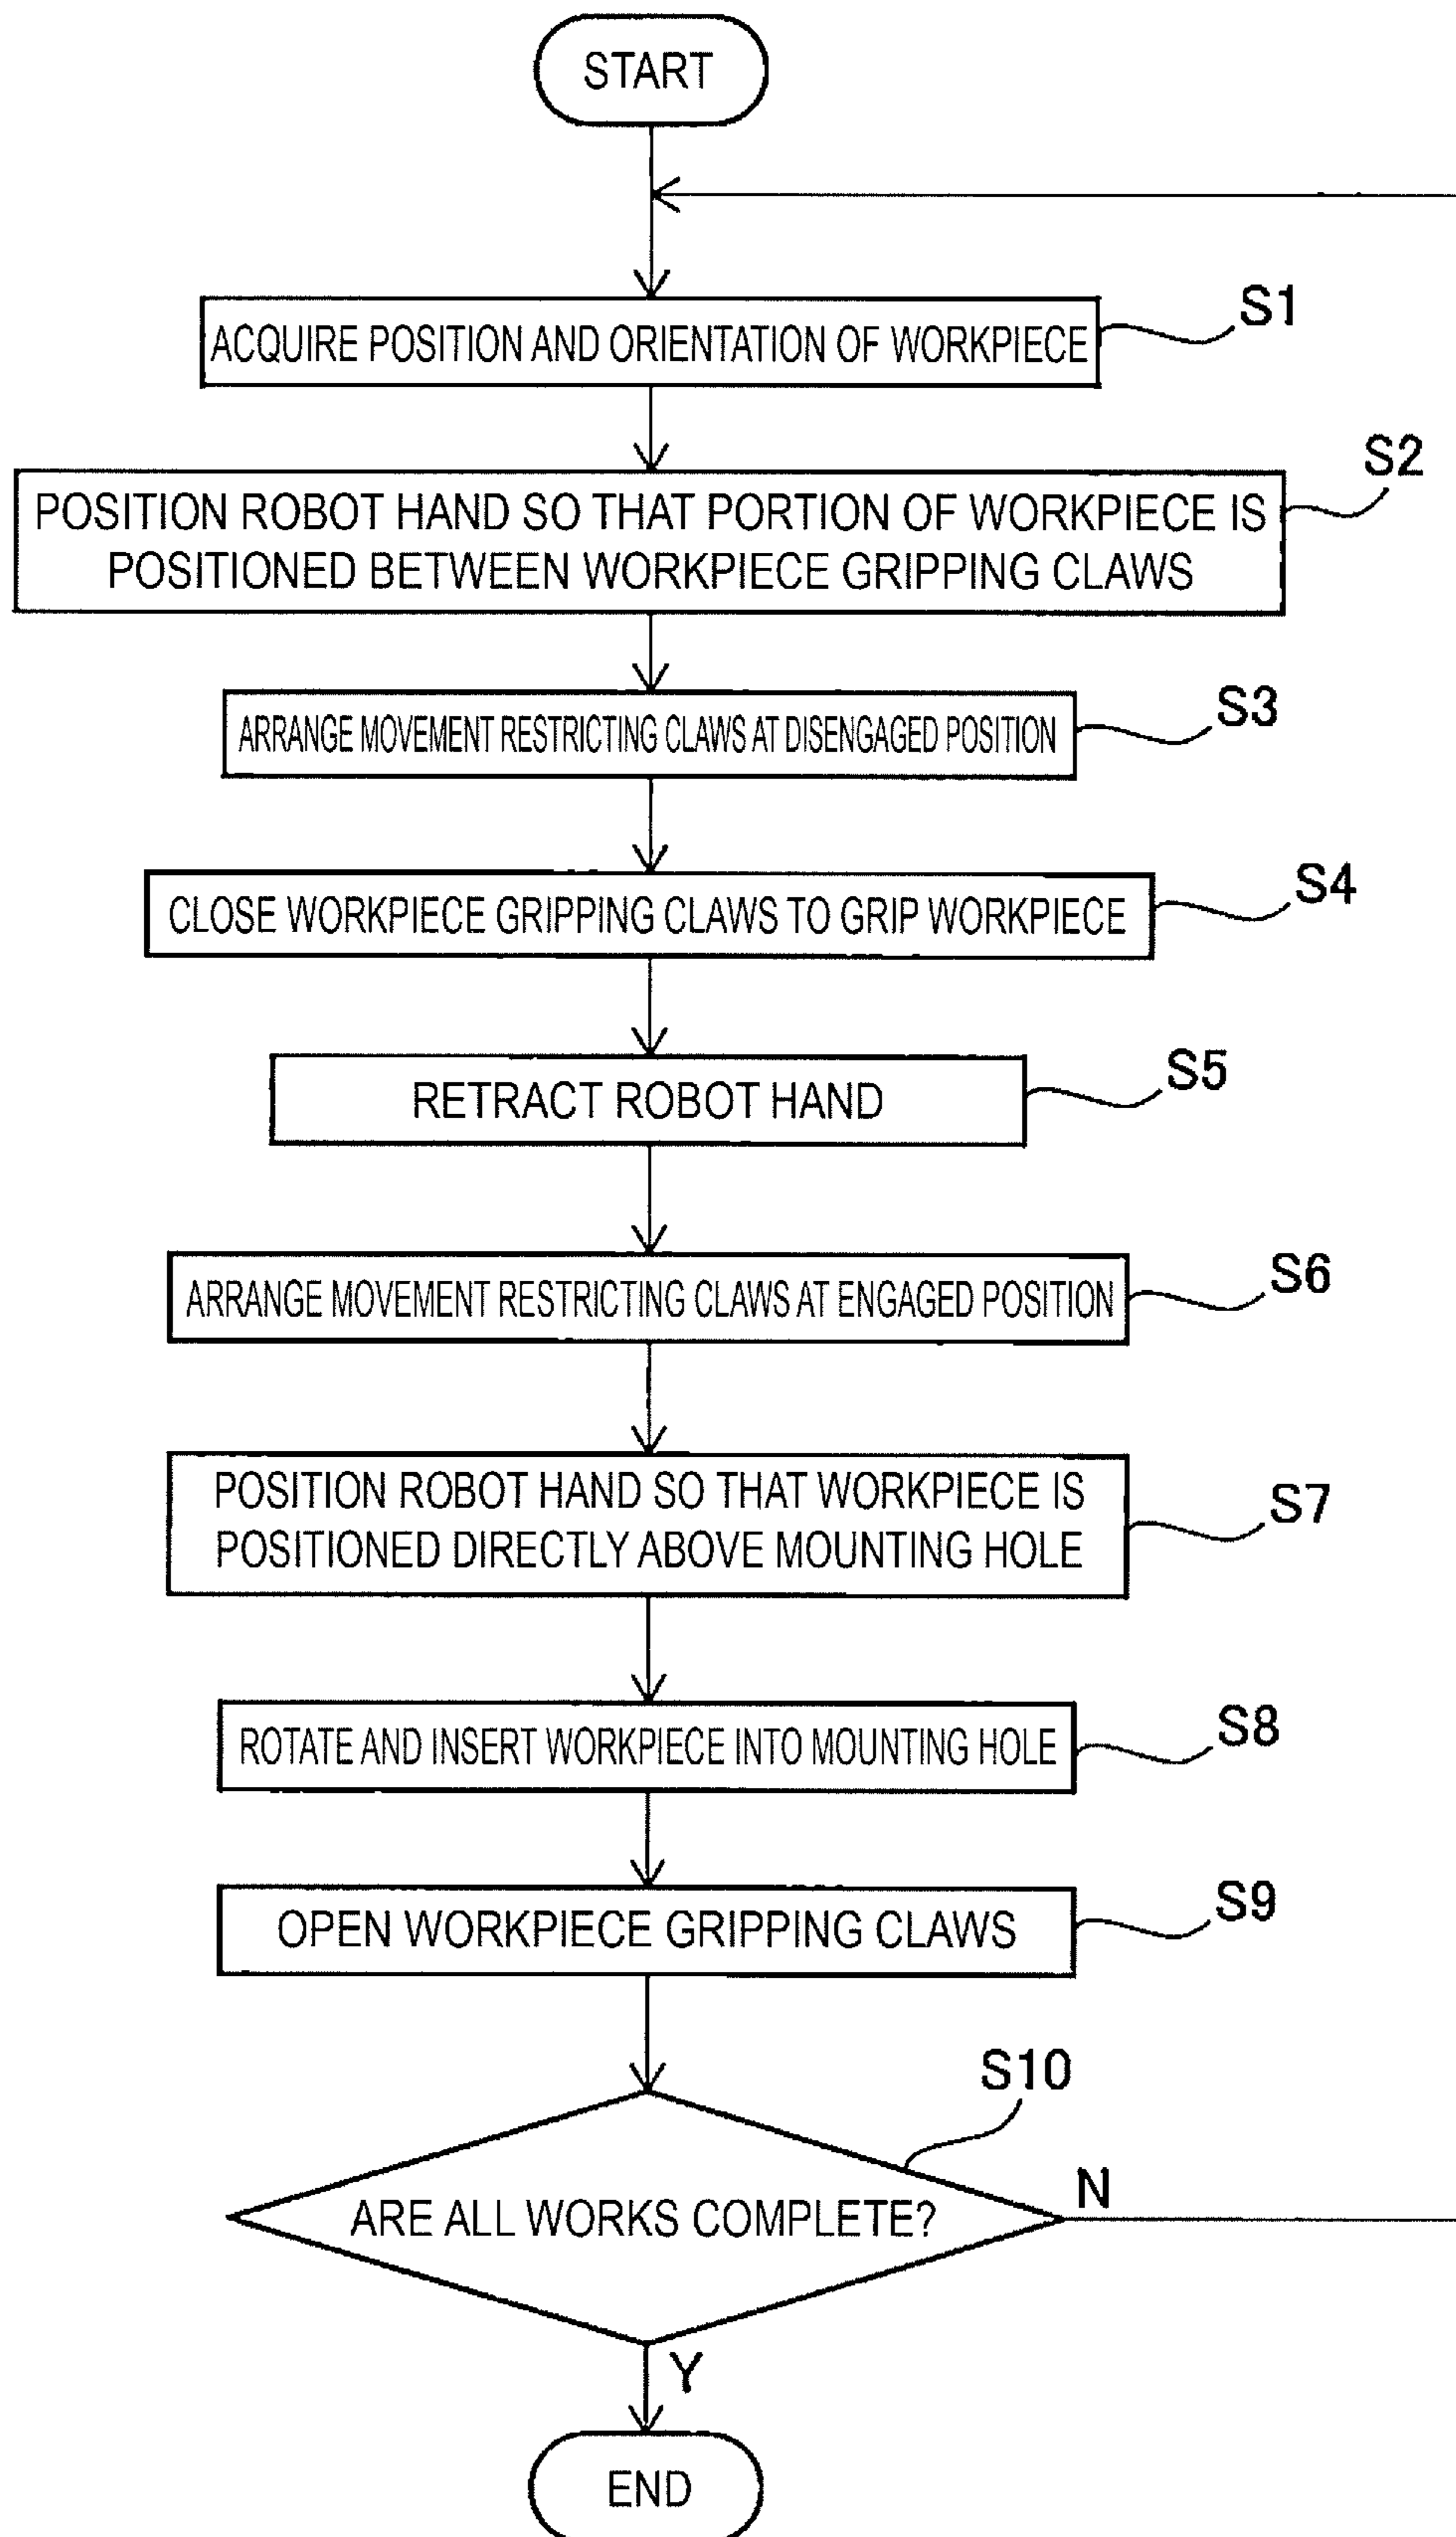 START
ACQUIRE POSITION AND ORIENTATION OF WORKPIECE
S1
POSITION ROBOT HAND SO THAT PORTION OF WORKPIECE IS
POSITIONED BETWEEN WORKPIECE GRIPPING CLAWS
S2
ARRANGE MOVEMENT RESTRICTING CLAWS AT DISENGAGED POSITION
S3
CLOSE WORKPIECE GRIPPING CLAWS TO GRIP WORKPIECE
S4
RETRACT ROBOT HAND
S5
ARRANGE MOVEMENT RESTRICTING CLAWS AT ENGAGED POSITION
S6
POSITION ROBOT HAND SO THAT WORKPIECE IS
POSITIONED DIRECTLY ABOVE MOUNTING HOLE
S7
ROTATE AND INSERT WORKPIECE INTO MOUNTING HOLE
S8
OPEN WORKPIECE GRIPPING CLAWS
S9
S10
ARE ALL WORKS COMPLETE?
N
Y
END